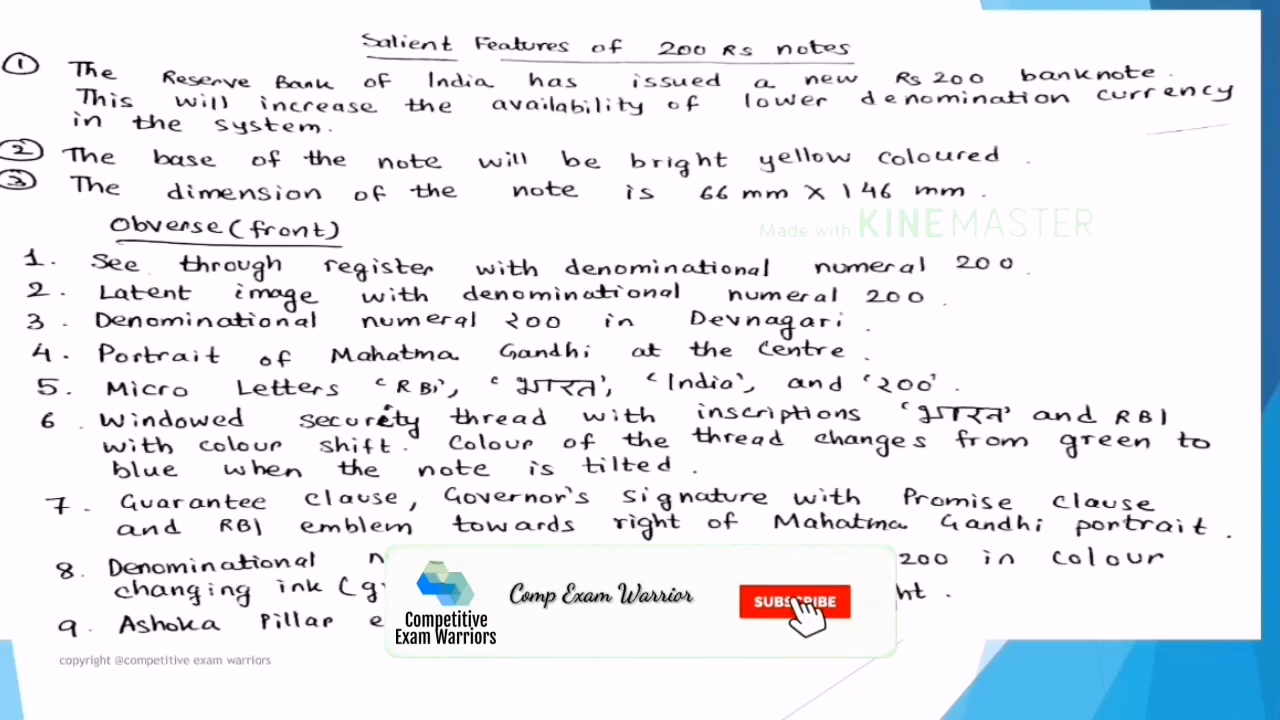 Salient Features of 200 Rs notes
① The Reserve Bank of India has issued a new Rs 200 banknote.
This will increase the availability of lower denomination currency
in the system.
② The base of the note will be bright yellow coloured.
③ The dimension of the note is 66 mm X 146 mm.
Made with KINEMASTER
Obverse (front)
1. See through register with denominational numeral 200.
2. Latent image with denominational numeral 200.
3. Denominational numeral २00 in Devnagari.
4. Portrait of Mahatma Gandhi at the centre.
5. Micro Letters 'RBi', 'भारत', 'India', and '200'.
6. Windowed security thread with inscriptions 'भारत' and RBI
with colour shift. Colour of the thread changes from green to
blue when the note is tilted.
7. Guarantee clause, Governor's signature with Promise clause
and RBI emblem towards right of Mahatma Gandhi portrait.
8. Denominational 200 in colour
changing ink
9. Ashoka Pillar
Comp Exam Warrior
SUBSCRIBE
Competitive
Exam Warriors
copyright @competitive exam warriors